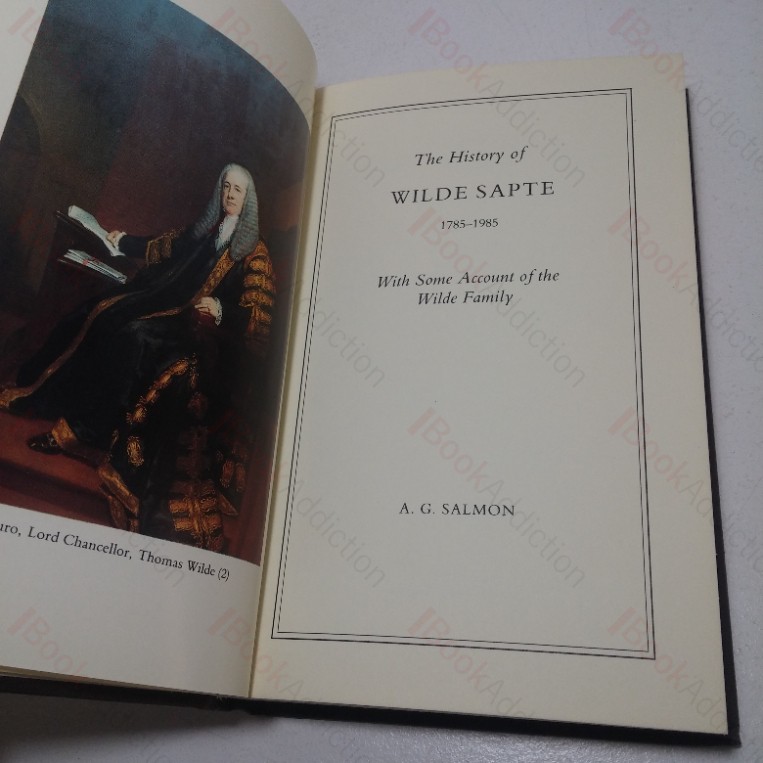 uro, Lord Chancellor, Thomas Wilde (2)
The History of
WILDE SAPTE
1785–1985
With Some Account of the
Wilde Family
A. G. SALMON
BookAddiction